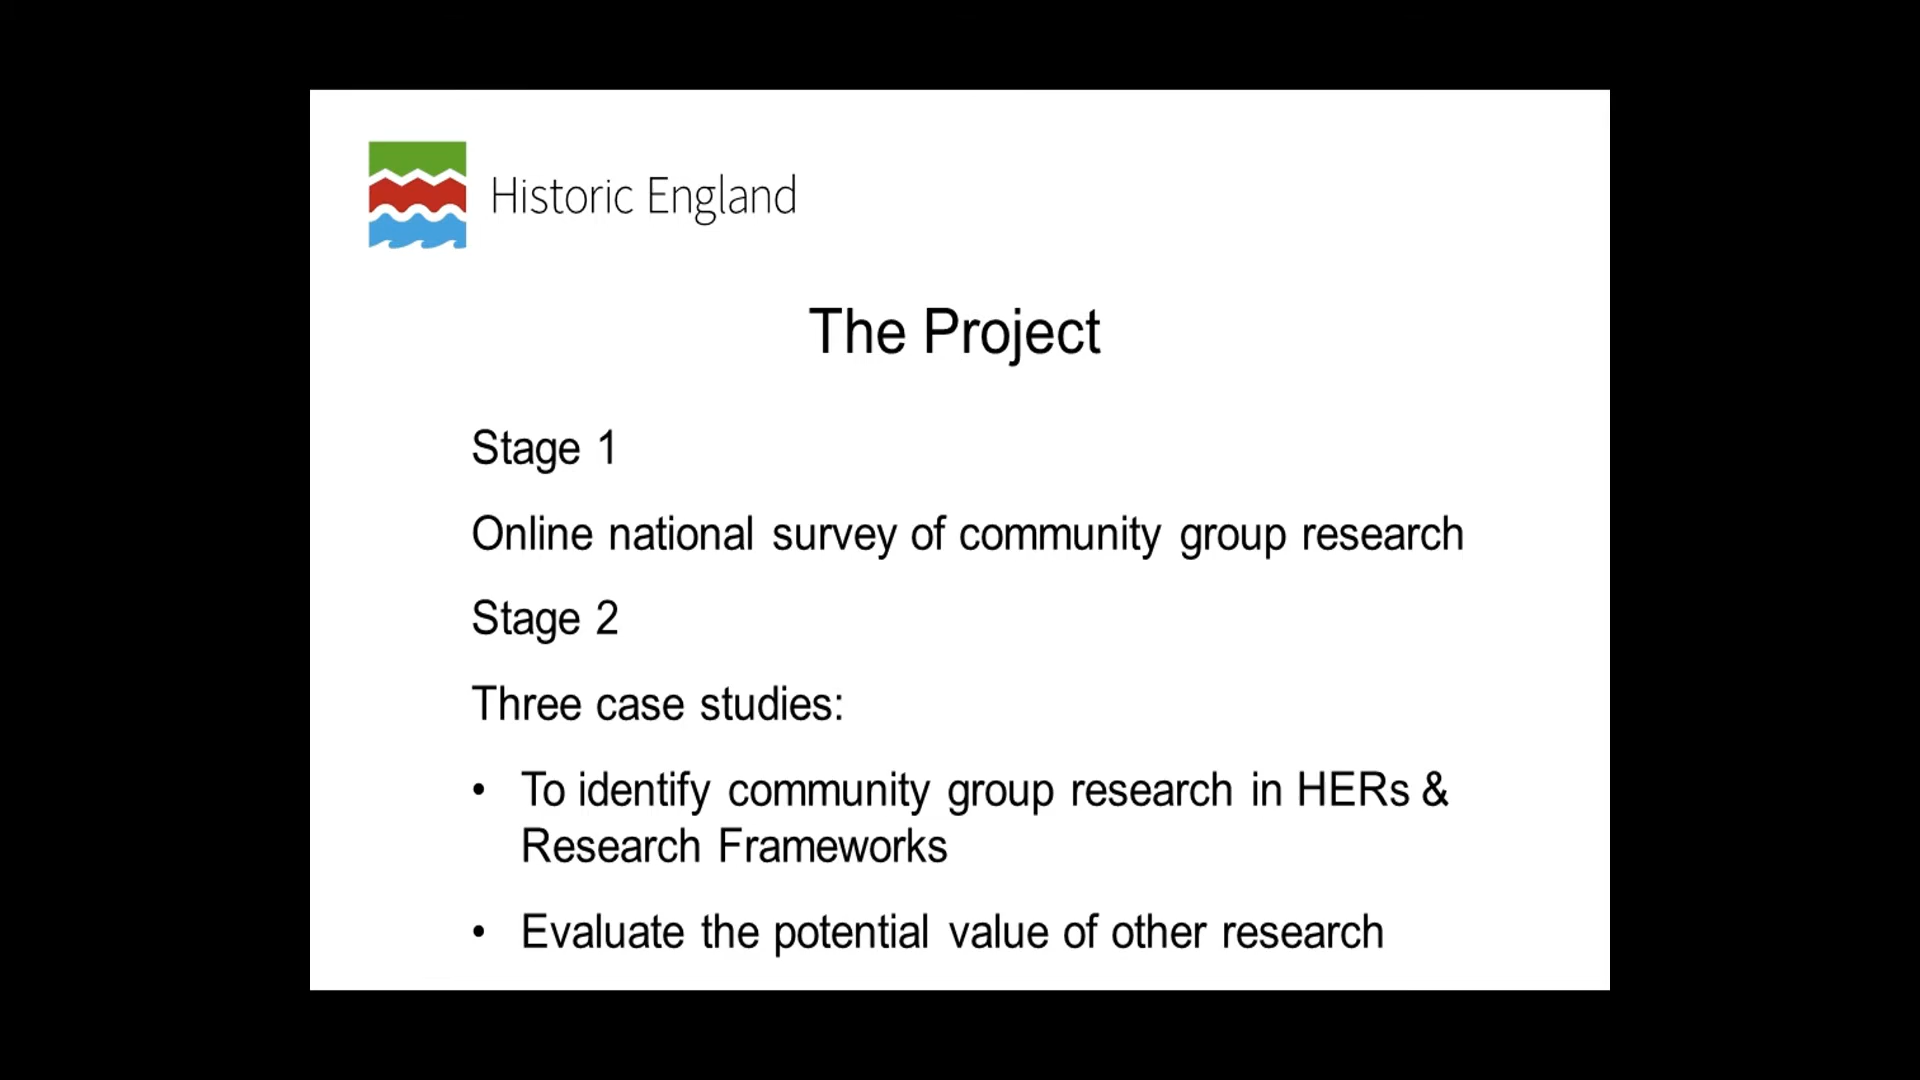 Historic England
The Project
Stage 1
Online national survey of community group research
Stage 2
Three case studies:
• To identify community group research in HERs &
Research Frameworks
• Evaluate the potential value of other research